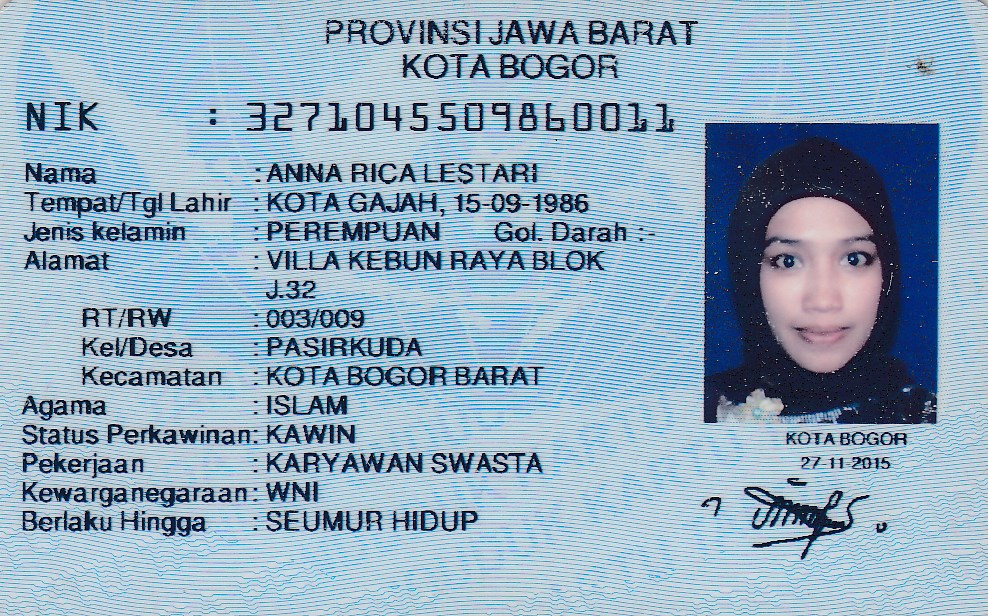 PROVINSI JAWA BARAT
KOTA BOGOR
NIK : 3271045509860011
Nama : ANNA RICA LESTARI
Tempat/Tgl Lahir : KOTA GAJAH, 15-09-1986
Jenis kelamin : PEREMPUAN Gol. Darah :-
Alamat : VILLA KEBUN RAYA BLOK
J.32
RT/RW : 003/009
Kel/Desa : PASIRKUDA
Kecamatan : KOTA BOGOR BARAT
Agama : ISLAM
Status Perkawinan: KAWIN
Pekerjaan : KARYAWAN SWASTA
Kewarganegaraan: WNI
Berlaku Hingga : SEUMUR HIDUP
KOTA BOGOR
27-11-2015